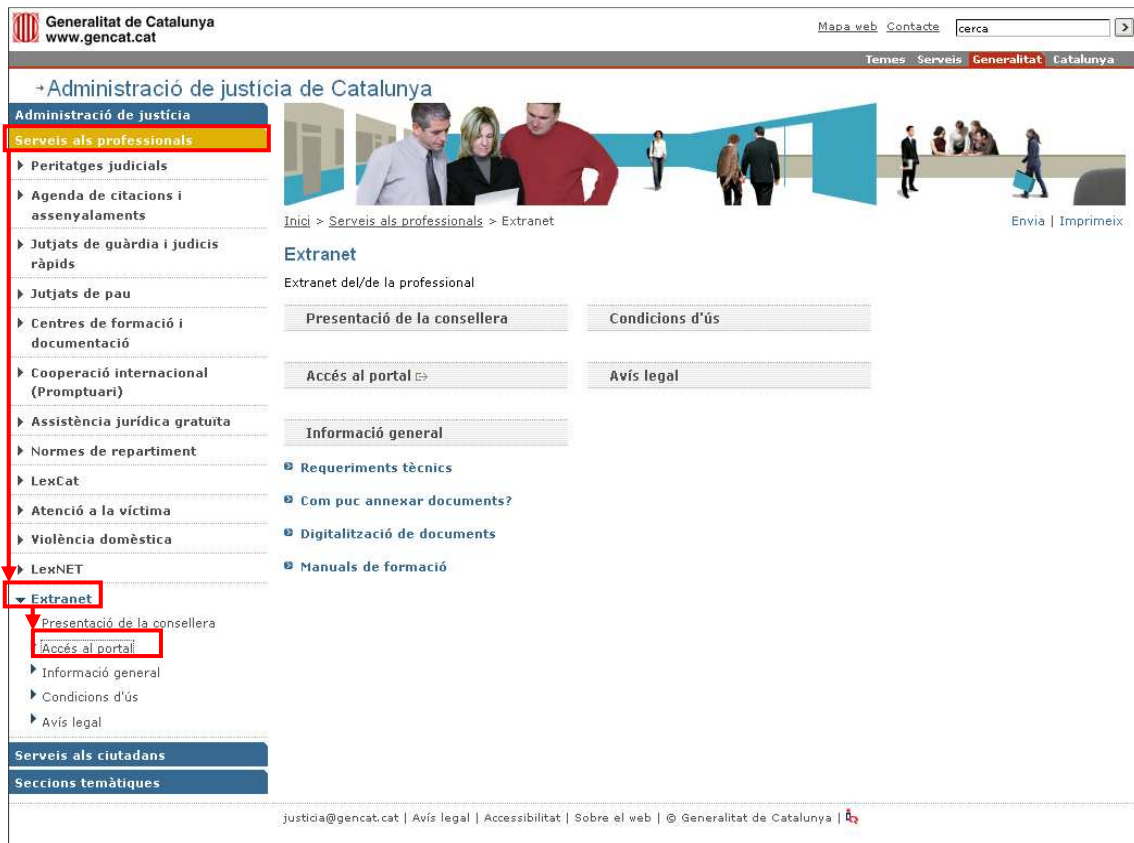 Generalitat de Catalunya
www.gencat.cat
Mapa web Contacte cerca
Temes Serveis Generalitat Catalunya
Administració de justícia de Catalunya
Administració de justícia
Serveis als professionals
Peritatges judicials
Agenda de citacions i
assenyalaments
Jutjats de guàrdia i judicis
ràpids
Jutjats de pau
Centres de formació i
documentació
Cooperació internacional
(Promptuari)
Assistència jurídica gratuïta
Normes de repartiment
LexCat
Atenció a la víctima
Violència domèstica
LexNET
Extranet
Presentació de la consellera
Accés al portal
Informació general
Condicions d'ús
Avís legal
Serveis als ciutadans
Seccions temàtiques
Inici > Serveis als professionals > Extranet
Envia | Imprimeix
Extranet
Extranet del/de la professional
Presentació de la consellera
Condicions d'ús
Accés al portal
Avís legal
Informació general
Requeriments tècnics
Com puc annexar documents?
Digitalització de documents
Manuals de formació
justicia@gencat.cat | Avís legal | Accessibilitat | Sobre el web | © Generalitat de Catalunya |